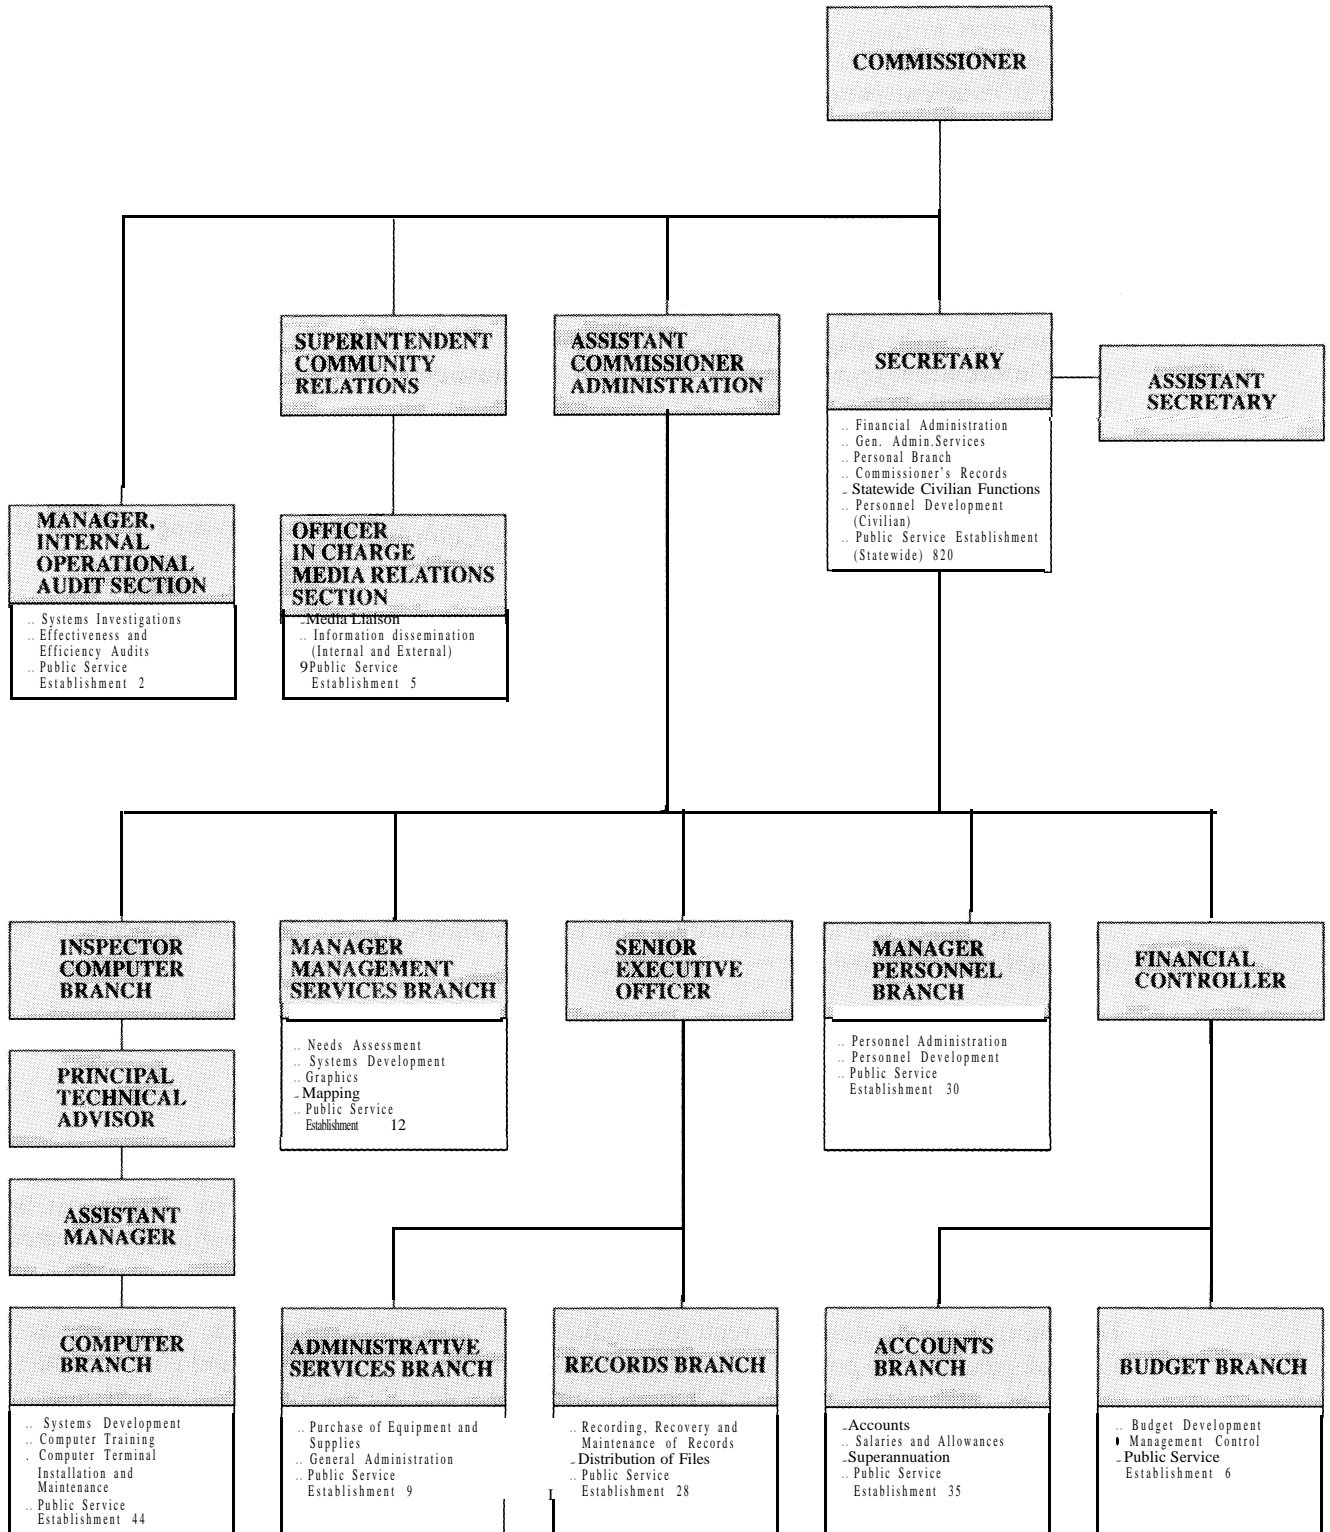 COMMISSIONER
SUPERINTENDENT
COMMUNITY
RELATIONS
ASSISTANT
COMMISSIONER
ADMINISTRATION
SECRETARY
.. Financial Administration
.. Gen. Admin.Services
.. Personal Branch
.. Commissioner's Records
- Statewide Civilian Functions
.. Personnel Development
(Civilian)
.. Public Service Establishment
(Statewide) 820
ASSISTANT
SECRETARY
MANAGER,
INTERNAL
OPERATIONAL
AUDIT SECTION
.. Systems Investigations
.. Effectiveness and
Efficiency Audits
.. Public Service
Establishment 2
OFFICER
IN CHARGE
MEDIA RELATIONS
SECTION
-Media Liaison
.. Information dissemination
(Internal and External)
9Public Service
Establishment 5
INSPECTOR
COMPUTER
BRANCH
MANAGER
MANAGEMENT
SERVICES BRANCH
.. Needs Assessment
.. Systems Development
.. Graphics
- Mapping
.. Public Service
Establishment 12
SENIOR
EXECUTIVE
OFFICER
MANAGER
PERSONNEL
BRANCH
.. Personnel Administration
.. Personnel Development
.. Public Service
Establishment 30
FINANCIAL
CONTROLLER
PRINCIPAL
TECHNICAL
ADVISOR
ASSISTANT
MANAGER
COMPUTER
BRANCH
.. Systems Development
.. Computer Training
. Computer Terminal
Installation and
Maintenance
.. Public Service
Establishment 44
ADMINISTRATIVE
SERVICES BRANCH
.. Purchase of Equipment and
Supplies
.. General Administration
.. Public Service
Establishment 9
I
RECORDS BRANCH
.. Recording, Recovery and
Maintenance of Records
- Distribution of Files
.. Public Service
Establishment 28
ACCOUNTS
BRANCH
-Accounts
.. Salaries and Allowances
-Superannuation
.. Public Service
Establishment 35
BUDGET BRANCH
.. Budget Development
• Management Control
- Public Service
Establishment 6